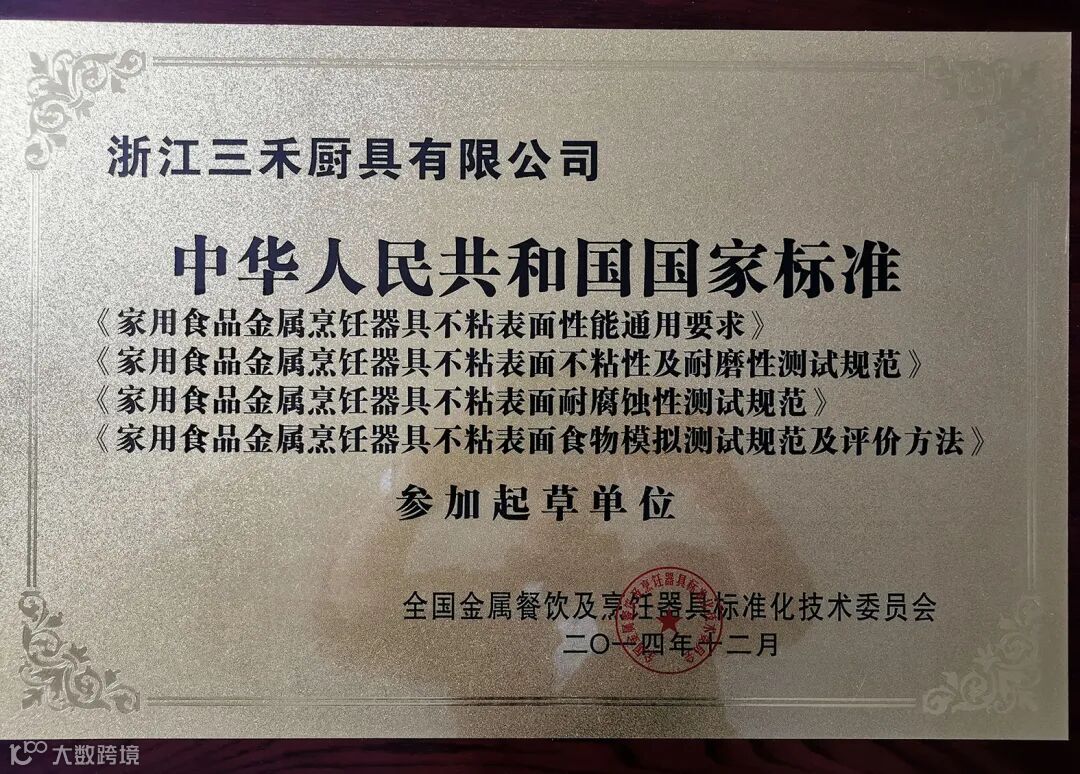 浙江三禾厨具有限公司
中华人民共和国国家标准
《家用食品金属烹饪器具不粘表面性能通用要求》
《家用食品金属烹饪器具不粘表面不粘性及耐磨性测试规范》
《家用食品金属烹饪器具不粘表面耐腐蚀性测试规范》
《家用食品金属烹饪器具不粘表面食物模拟测试规范及评价方法》
参加起草单位
全国金属餐饮及烹饪器具标准化技术委员会
二〇一四年十二月
大数跨境